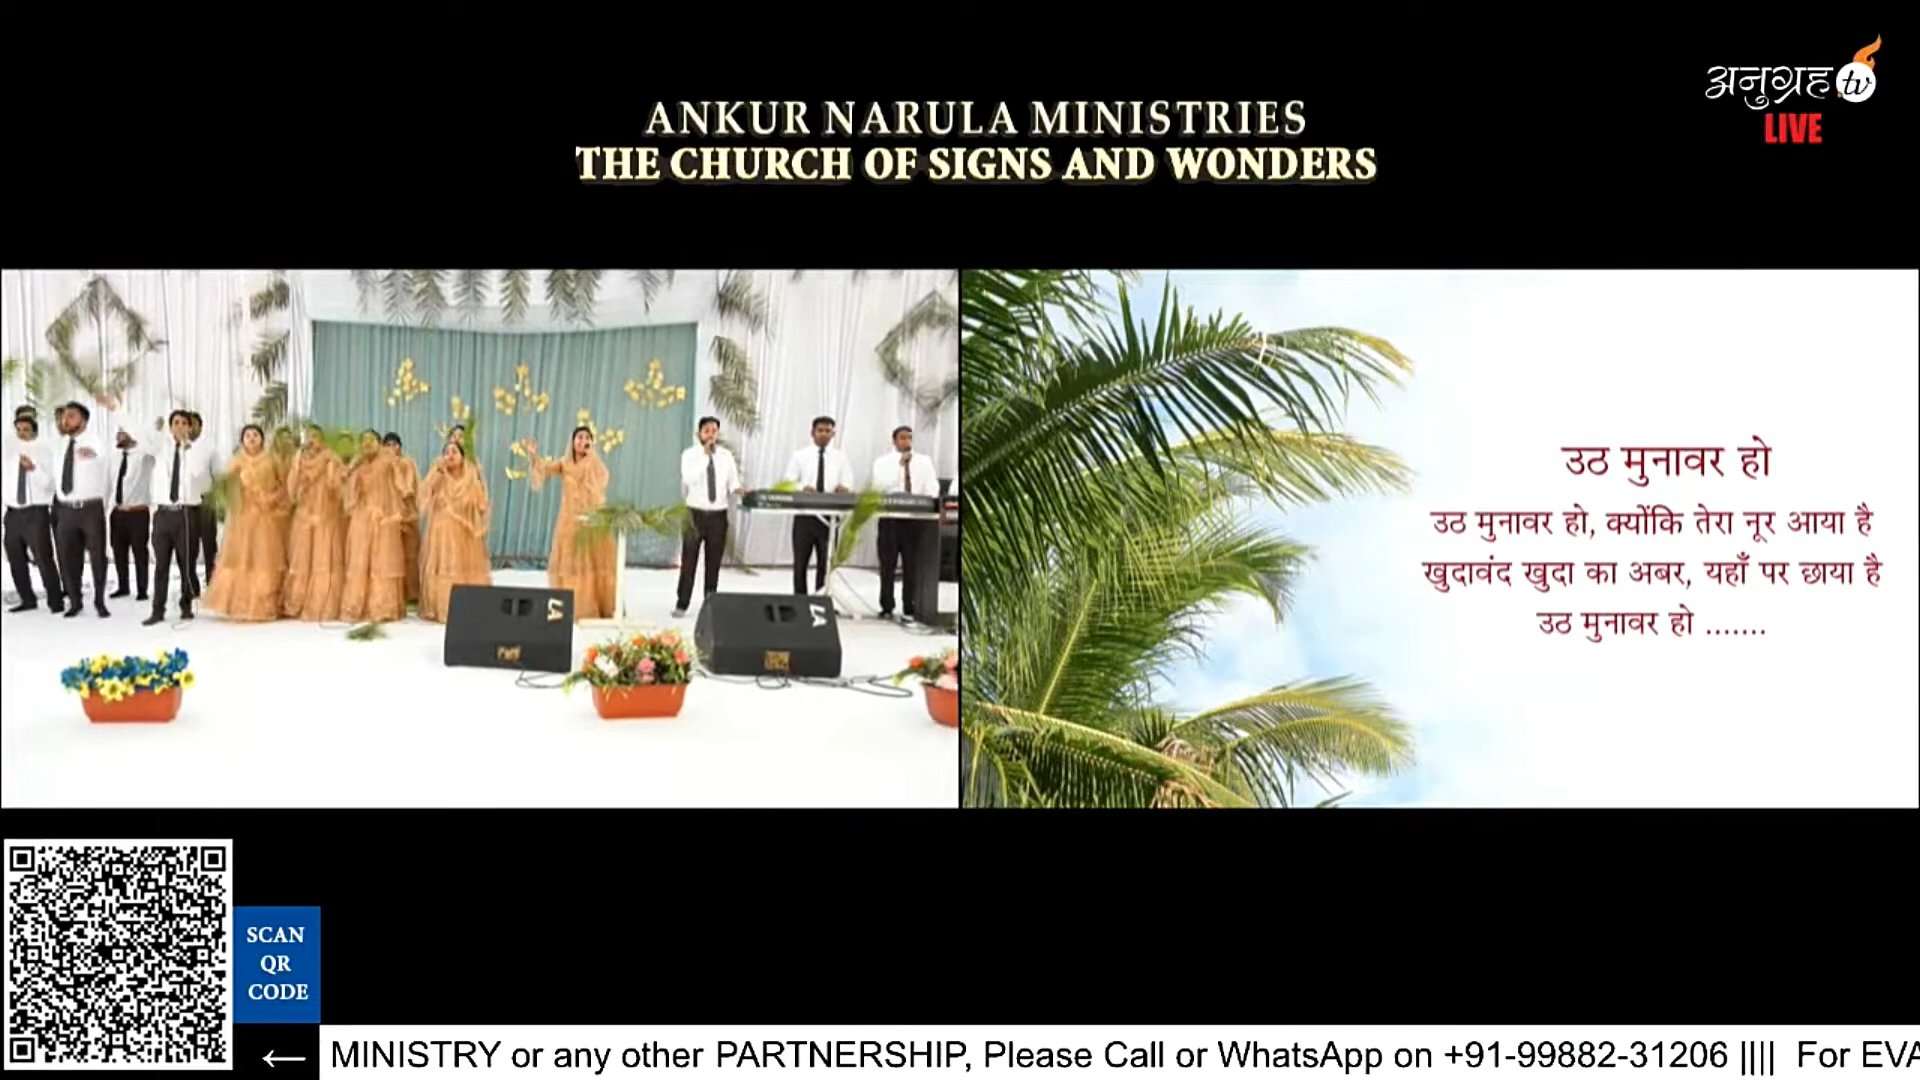 अनुग्रह tv
LIVE
ANKUR NARULA MINISTRIES
THE CHURCH OF SIGNS AND WONDERS
उठ मुनावर हो
उठ मुनावर हो, क्योंकि तेरा नूर आया है
खुदावंद खुदा का अबर, यहाँ पर छाया है
उठ मुनावर हो .......
LA
LA
SCAN
QR
CODE
← MINISTRY or any other PARTNERSHIP, Please Call or WhatsApp on +91-99882-31206 |||| For EVA